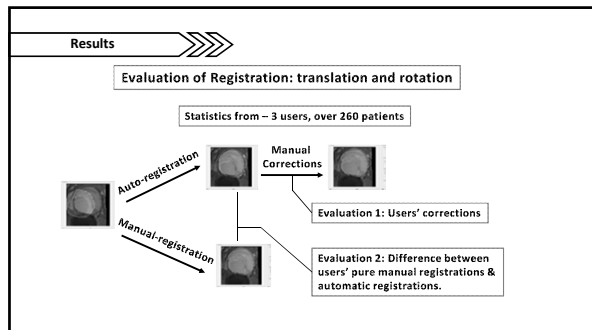 Results
Evaluation of Registration: translation and rotation
Statistics from – 3 users, over 260 patients
Auto-registration
Manual
Corrections
Manual-registration
Evaluation 1: Users' corrections
Evaluation 2: Difference between
users' pure manual registrations &
automatic registrations.